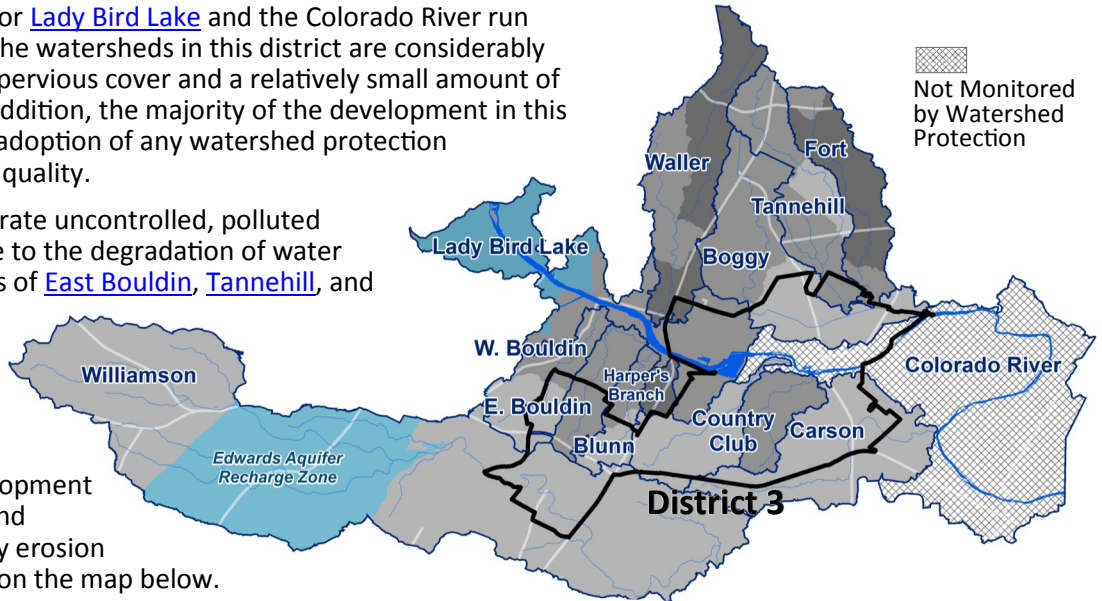 or Lady Bird Lake and the Colorado River run
he watersheds in this district are considerably
pervious cover and a relatively small amount of
ddition, the majority of the development in this
adoption of any watershed protection
quality.
rate uncontrolled, polluted
e to the degradation of water
s of East Bouldin, Tannehill, and
opment
nd
y erosion
on the map below.
Not Monitored
by Watershed
Protection
Waller
Fort
Tannehill
Lady Bird Lake
Boggy
W. Bouldin
Colorado River
Williamson
Harper's
Branch
E. Bouldin
Country
Club
Carson
Blunn
Edwards Aquifer
Recharge Zone
District 3